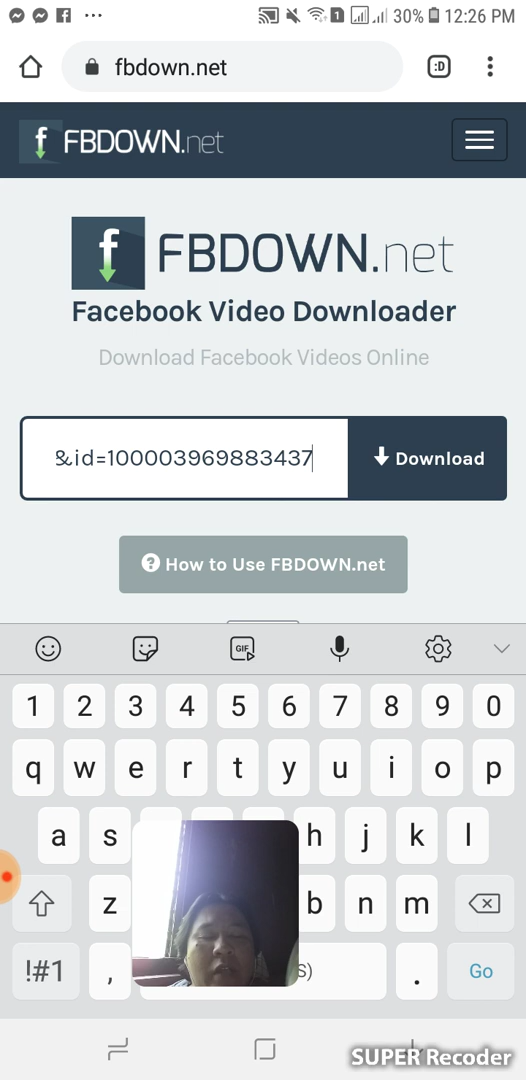 30% 12:26 PM
fbdown.net :D
f FBDOWN.net
f FBDOWN.net
Facebook Video Downloader
Download Facebook Videos Online
&id=100003969883437 Download
? How to Use FBDOWN.net
GIF
1 2 3 4 5 6 7 8 9 0
q w e r t y u i o p
a s h j k l
z b n m
!#1 , S) . Go
SUPER Recoder